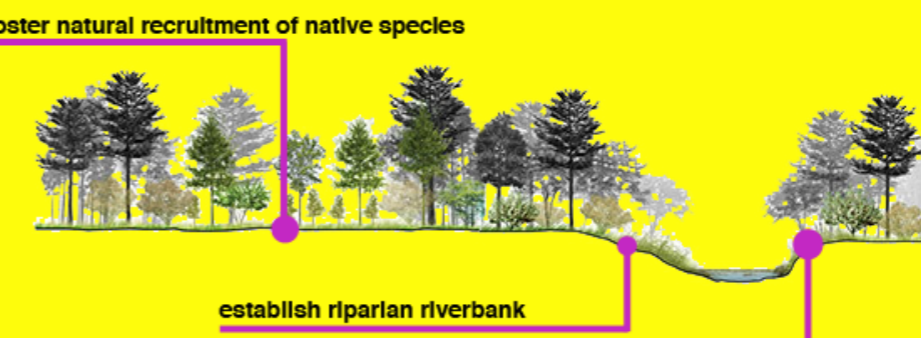 oster natural recruitment of native species
establish riparian riverbank